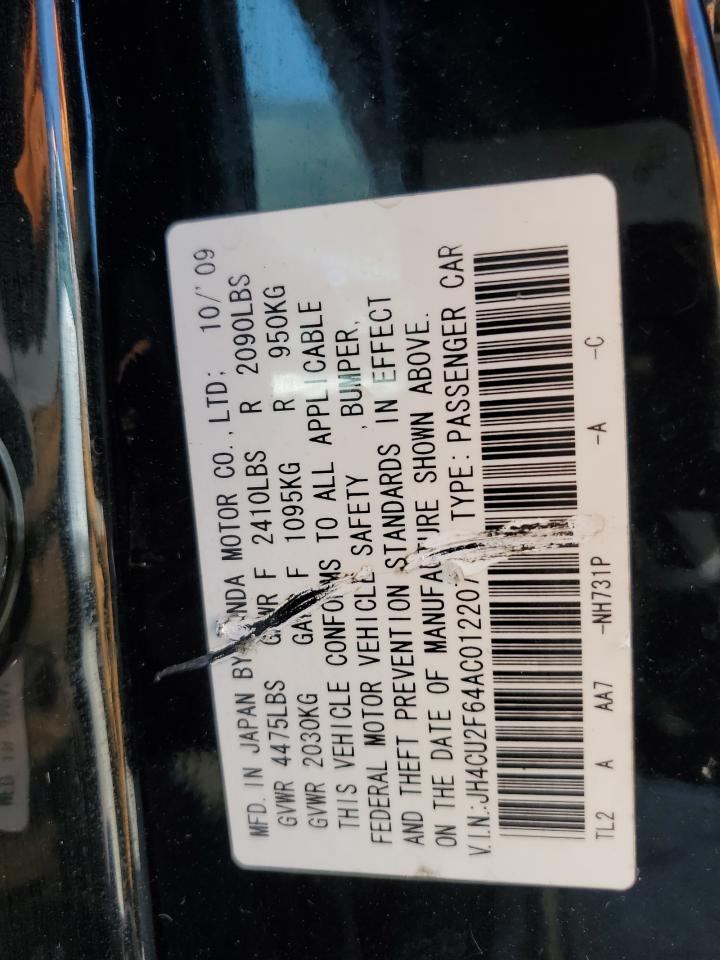 MFD. IN JAPAN BY NDA MOTOR CO., LTD; 10/'09
GVWR 4475LBS GAWR F 2410LBS R 2090LBS
GVWR 2030KG GAWR F 1095KG R 950KG
THIS VEHICLE CONFORMS TO ALL APPLICABLE
FEDERAL MOTOR VEHICLE SAFETY , BUMPER,
AND THEFT PREVENTION STANDARDS IN EFFECT
ON THE DATE OF MANUFACTURE SHOWN ABOVE.
V.I.N.:JH4CU2F64AC012207 TYPE:PASSENGER CAR
TL2 A AA7 -NH731P -A -C